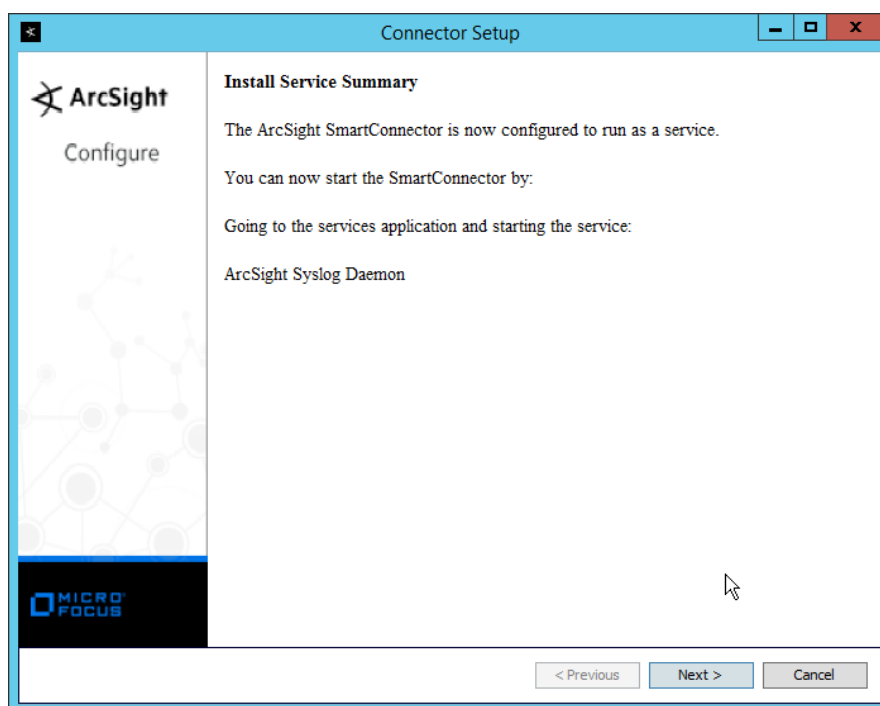 Connector Setup
ArcSight
Configure
Install Service Summary
The ArcSight SmartConnector is now configured to run as a service.
You can now start the SmartConnector by:
Going to the services application and starting the service:
ArcSight Syslog Daemon
MICRO
FOCUS
< Previous
Next >
Cancel